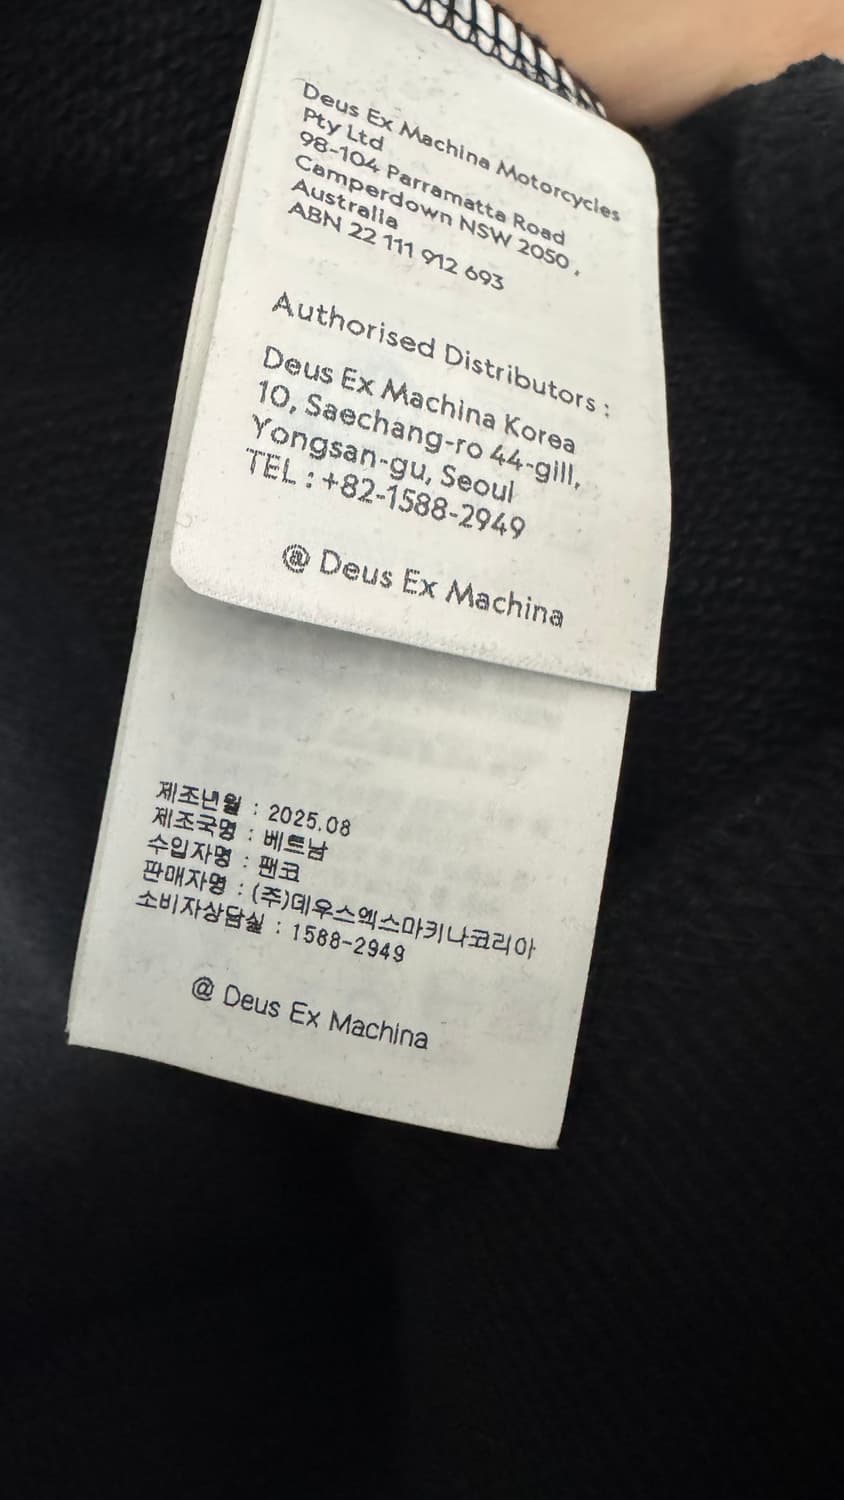 Deus Ex Machina Motorcycles
Pty Ltd
98-104 Parramatta Road
Camperdown NSW 2050 ,
Australia
ABN 22 111 912 693
Authorised Distributors :
Deus Ex Machina Korea
10, Saechang-ro 44-gill,
Yongsan-gu, Seoul
TEL : +82-1588-2949
@ Deus Ex Machina
제조년월 : 2025.08
제조국명 : 베트남
수입자명 : 팬코
판매자명 : (주)데우스엑스마키나코리아
소비자상담실 : 1588-2949
@ Deus Ex Machina